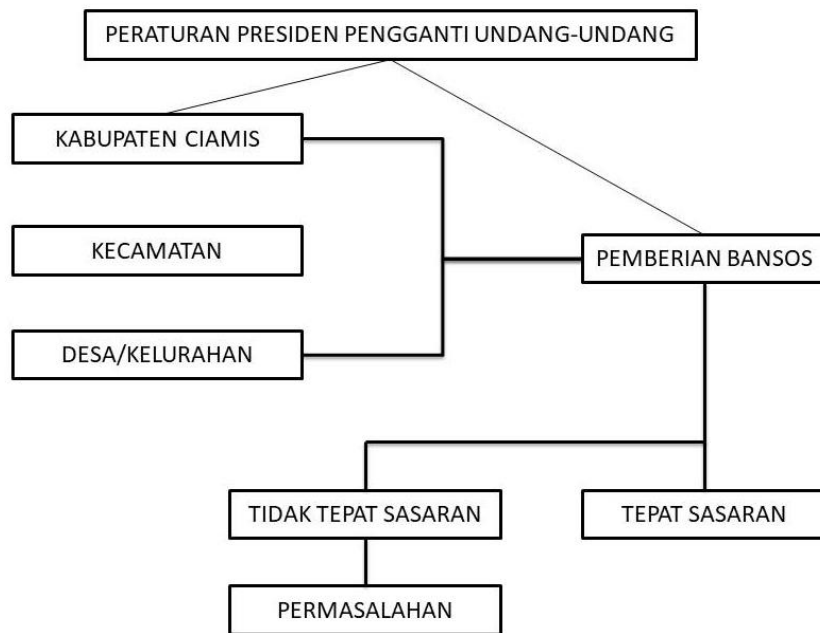 PERATURAN PRESIDEN PENGGANTI UNDANG-UNDANG
KABUPATEN CIAMIS
KECAMATAN
PEMBERIAN BANSOS
DESA/KELURAHAN
TIDAK TEPAT SASARAN
TEPAT SASARAN
PERMASALAHAN